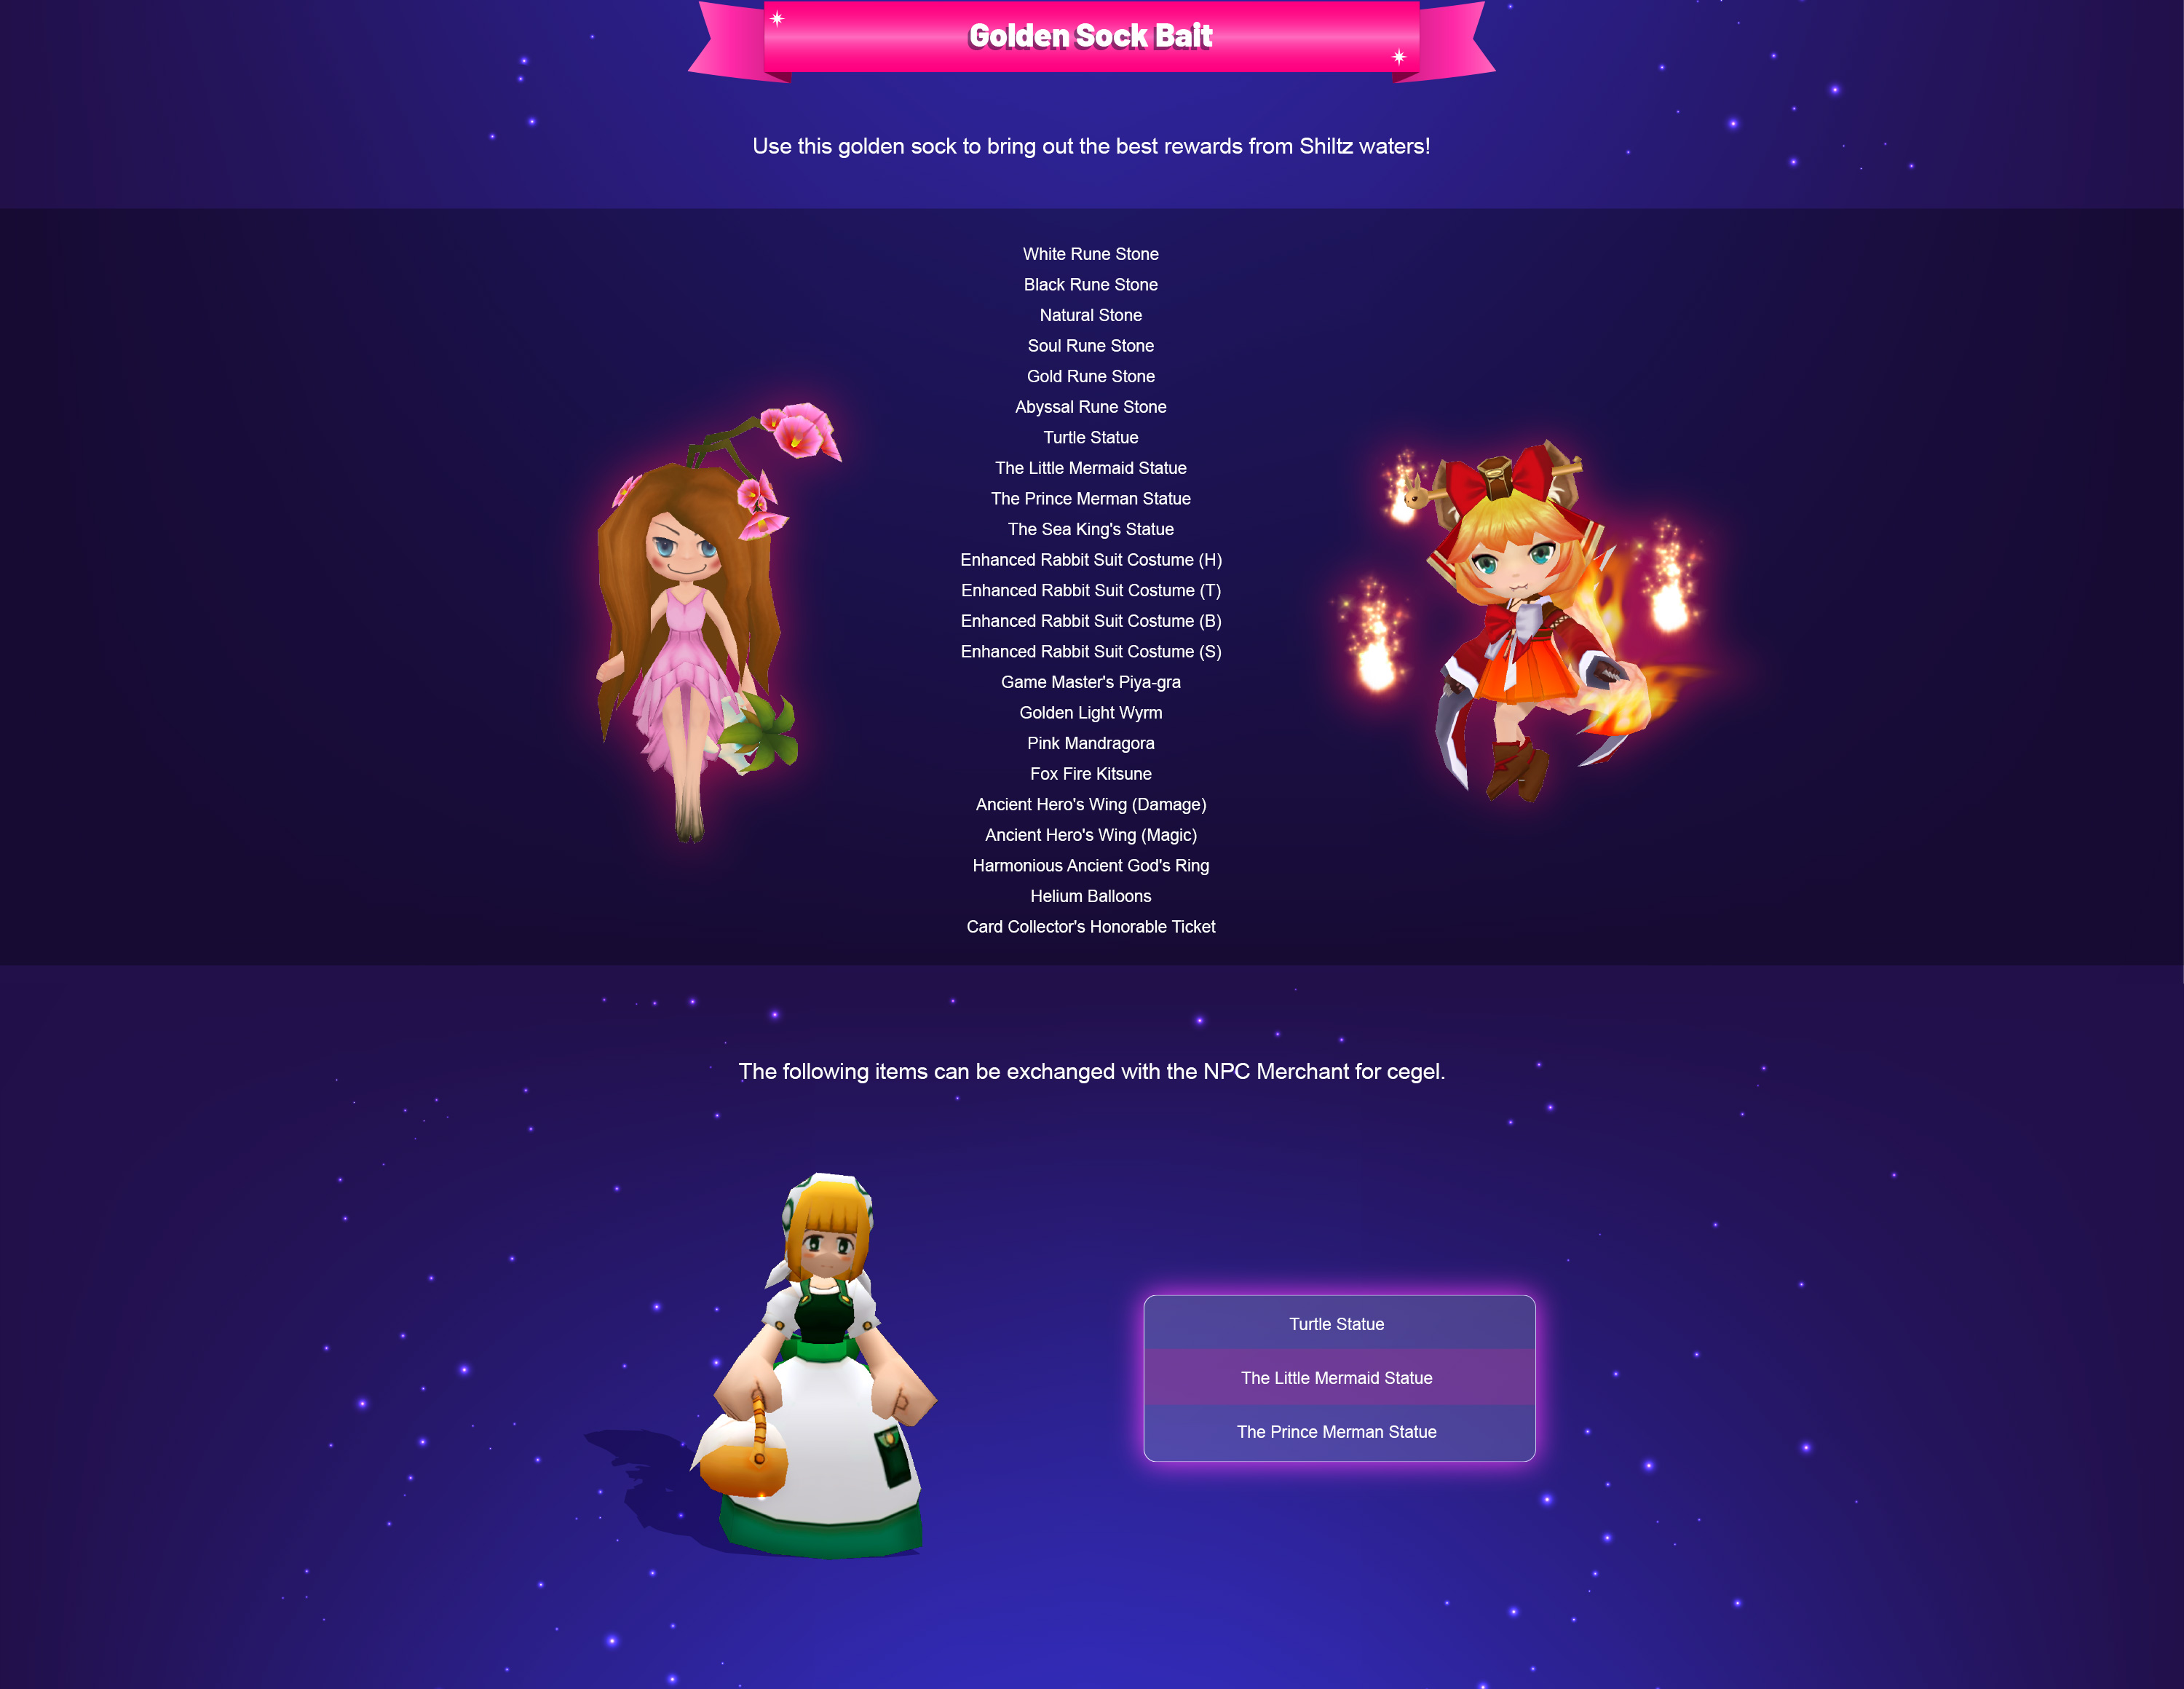 Golden Sock Bait
Use this golden sock to bring out the best rewards from Shiltz waters!
White Rune Stone
Black Rune Stone
Natural Stone
Soul Rune Stone
Gold Rune Stone
Abyssal Rune Stone
Turtle Statue
The Little Mermaid Statue
The Prince Merman Statue
The Sea King's Statue
Enhanced Rabbit Suit Costume (H)
Enhanced Rabbit Suit Costume (T)
Enhanced Rabbit Suit Costume (B)
Enhanced Rabbit Suit Costume (S)
Game Master's Piya-gra
Golden Light Wyrm
Pink Mandragora
Fox Fire Kitsune
Ancient Hero's Wing (Damage)
Ancient Hero's Wing (Magic)
Harmonious Ancient God's Ring
Helium Balloons
Card Collector's Honorable Ticket
The following items can be exchanged with the NPC Merchant for cegel.
Turtle Statue
The Little Mermaid Statue
The Prince Merman Statue